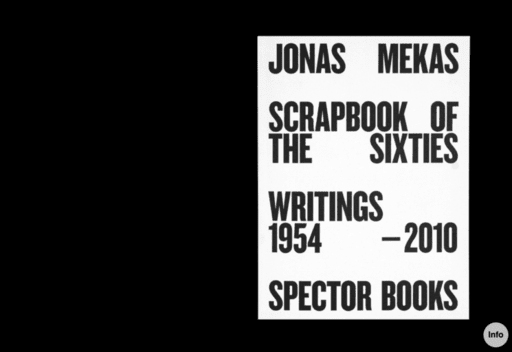 JONAS MEKAS
SCRAPBOOK OF
THE SIXTIES
WRITINGS
1954 –2010
SPECTOR BOOKS
Info